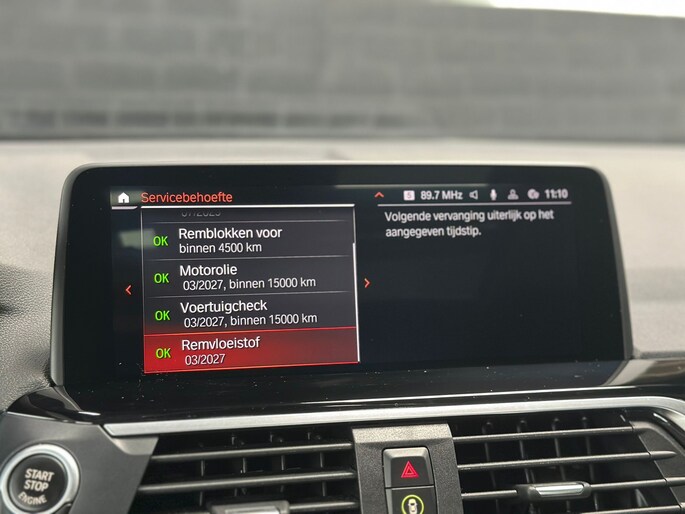 Servicebehoefte
89.7 MHz 11:10
Remblokken voor
binnen 4500 km
OK
Motorolie
03/2027, binnen 15000 km
OK
Voertuigcheck
03/2027, binnen 15000 km
OK
Remvloeistof
03/2027
OK
Volgende vervanging uiterlijk op het
aangegeven tijdstip.
START
STOP
ENGINE